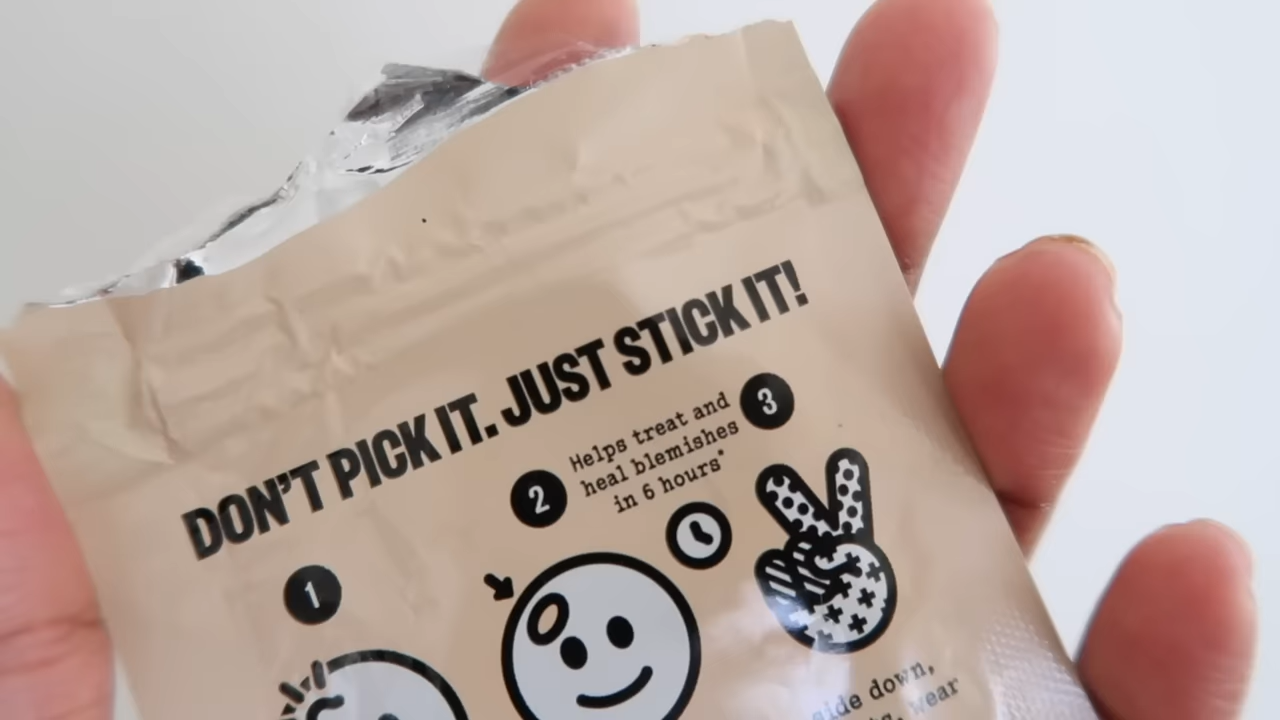 DON'T PICK IT. JUST STICK IT!
1
2
Helps treat and
heal blemishes
in 6 hours*
3
side down,
wear